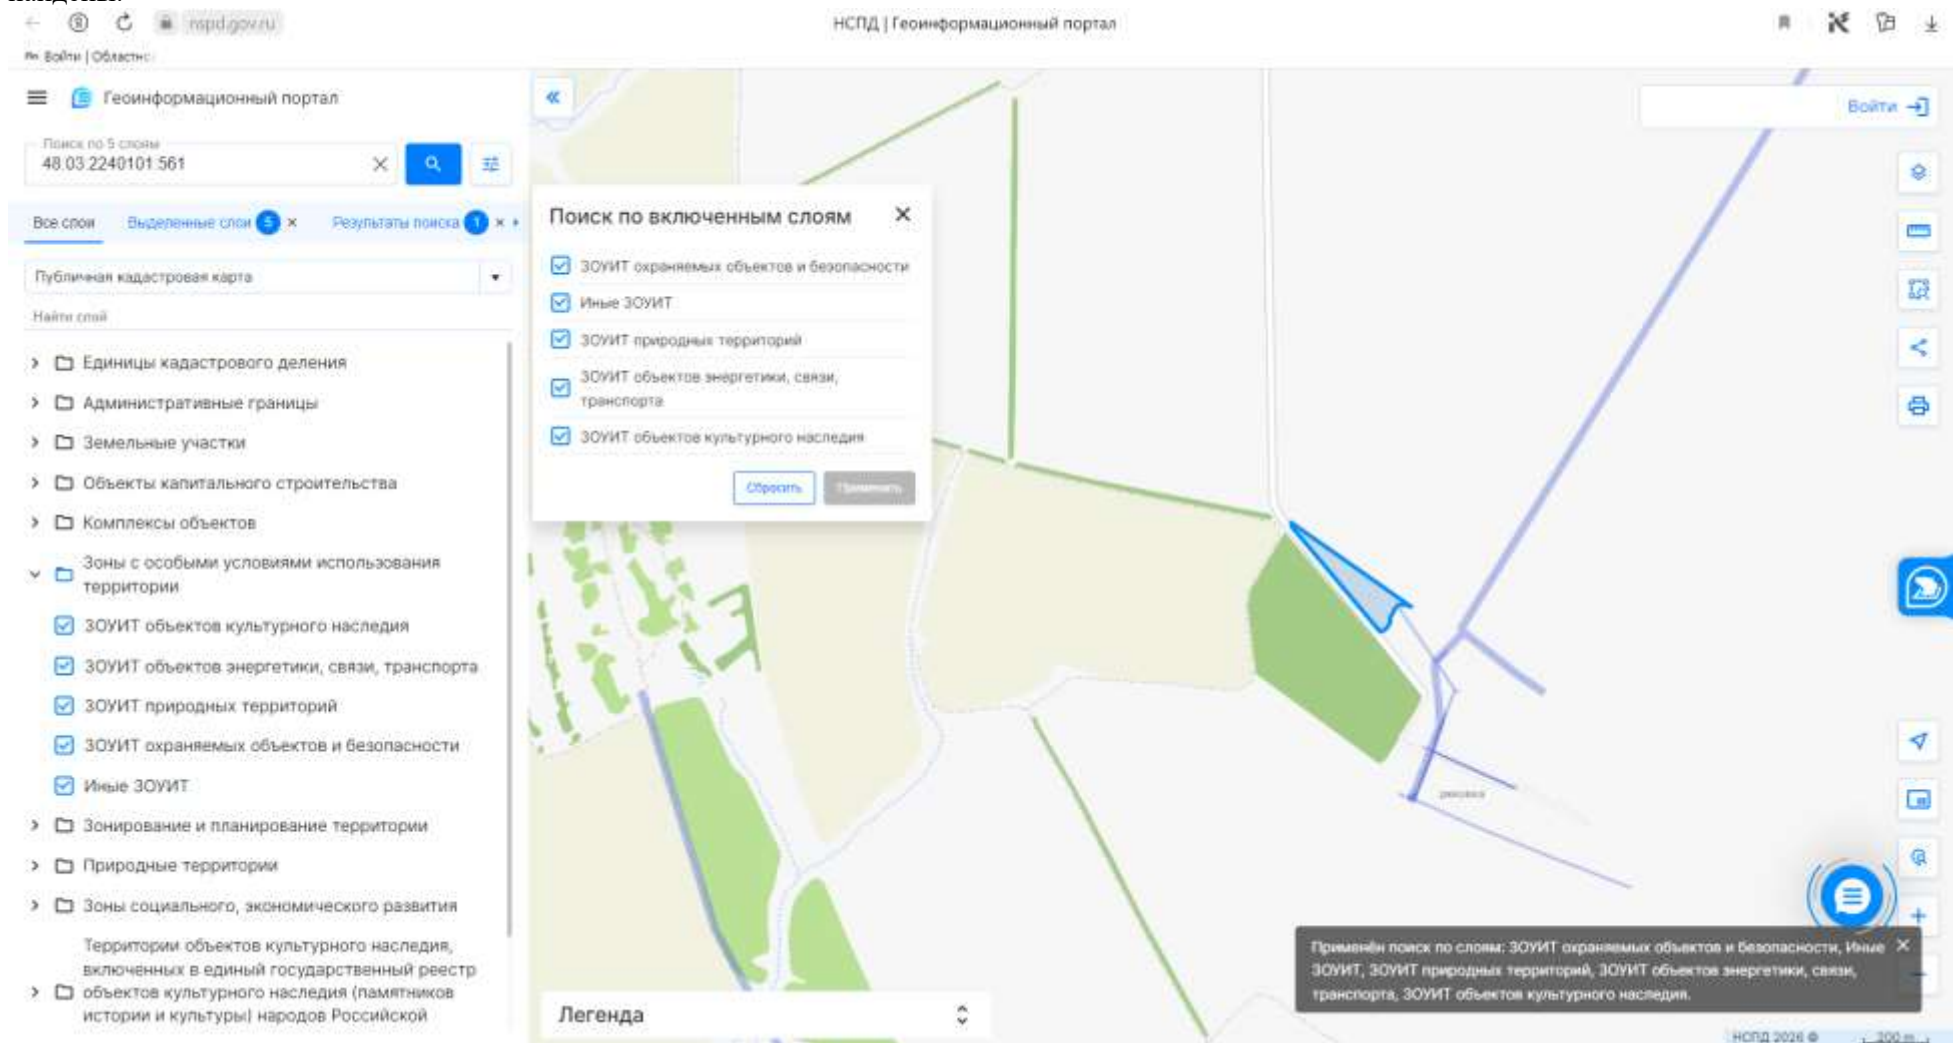 nspd.gov.ru
НСПД | Геоинформационный портал
Войти | Областн
Геоинформационный портал
Войти
Поиск по 5 слоям
48:03:2240101:561
Все слои
Выделенные слои 5
Результаты поиска 1
Публичная кадастровая карта
Найти слой
Единицы кадастрового деления
Административные границы
Земельные участки
Объекты капитального строительства
Комплексы объектов
Зоны с особыми условиями использования
территории
ЗОУИТ объектов культурного наследия
ЗОУИТ объектов энергетики, связи, транспорта
ЗОУИТ природных территорий
ЗОУИТ охраняемых объектов и безопасности
Иные ЗОУИТ
Зонирование и планирование территории
Природные территории
Зоны социального, экономического развития
Территории объектов культурного наследия,
включенных в единый государственный реестр
объектов культурного наследия (памятников
истории и культуры) народов Российской
Поиск по включенным слоям
ЗОУИТ охраняемых объектов и безопасности
Иные ЗОУИТ
ЗОУИТ природных территорий
ЗОУИТ объектов энергетики, связи,
транспорта
ЗОУИТ объектов культурного наследия
Сбросить
Применить
Легенда
Применён поиск по слоям: ЗОУИТ охраняемых объектов и безопасности, Иные
ЗОУИТ, ЗОУИТ природных территорий, ЗОУИТ объектов энергетики, связи,
транспорта, ЗОУИТ объектов культурного наследия.
НСПД 2026 ©
200 m